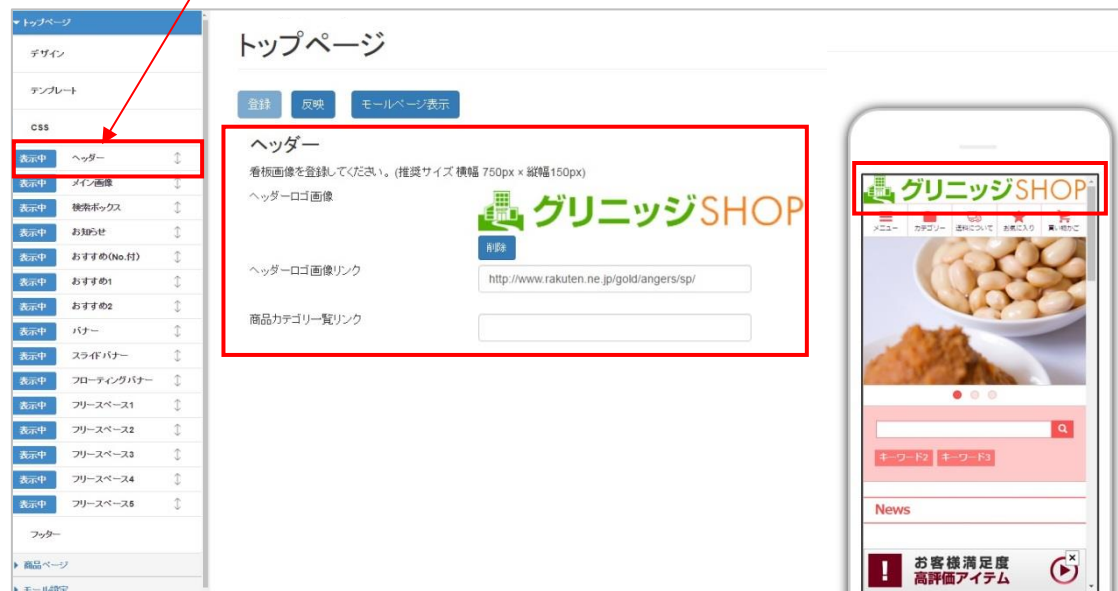 トップページ
デザイン
テンプレート
CSS
表示中 ヘッダー
表示中 メイン画像
表示中 検索ボックス
表示中 お知らせ
表示中 おすすめ(No.付)
表示中 おすすめ1
表示中 おすすめ2
表示中 バナー
表示中 スライドバナー
表示中 フローティングバナー
表示中 フリースペース1
表示中 フリースペース2
表示中 フリースペース3
表示中 フリースペース4
表示中 フリースペース5
フッター
商品ページ
モール設定
トップページ
登録 反映 モールページ表示
ヘッダー
看板画像を登録してください。(推奨サイズ 横幅 750px × 縦幅150px)
ヘッダーロゴ画像
グリニッジSHOP
削除
ヘッダーロゴ画像リンク
http://www.rakuten.ne.jp/gold/angers/sp/
商品カテゴリ一覧リンク
グリニッジSHOP
メニュー カテゴリー 送料について お気に入り 買い物かご
キーワード2 キーワード3
News
お客様満足度
高評価アイテム